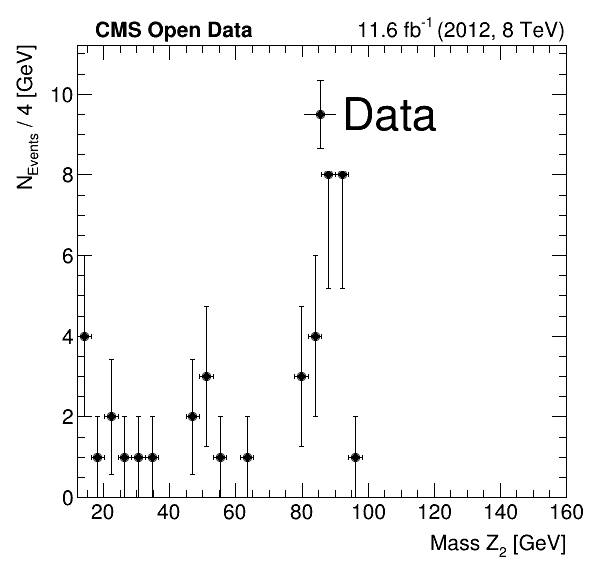 CMS Open Data
11.6 fb⁻¹ (2012, 8 TeV)
N_Events / 4 [GeV]
10
8
6
4
2
0
Data
20 40 60 80 100 120 140 160
Mass Z₂ [GeV]